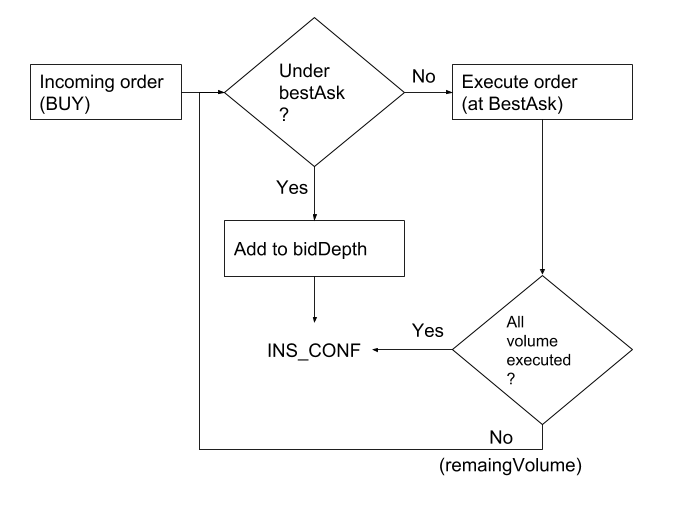 Incoming order
(BUY)
Under
bestAsk
?
No
Execute order
(at BestAsk)
Yes
Add to bidDepth
INS_CONF
Yes
All
volume
executed
?
No
(remaingVolume)